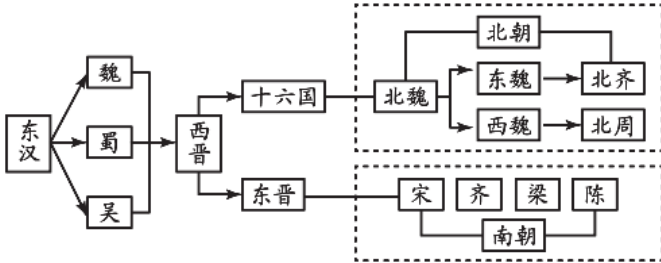 北朝
魏
东魏
北齐
十六国
北魏
东汉
蜀
西晋
西魏
北周
吴
东晋
宋
齐
梁
陈
南朝